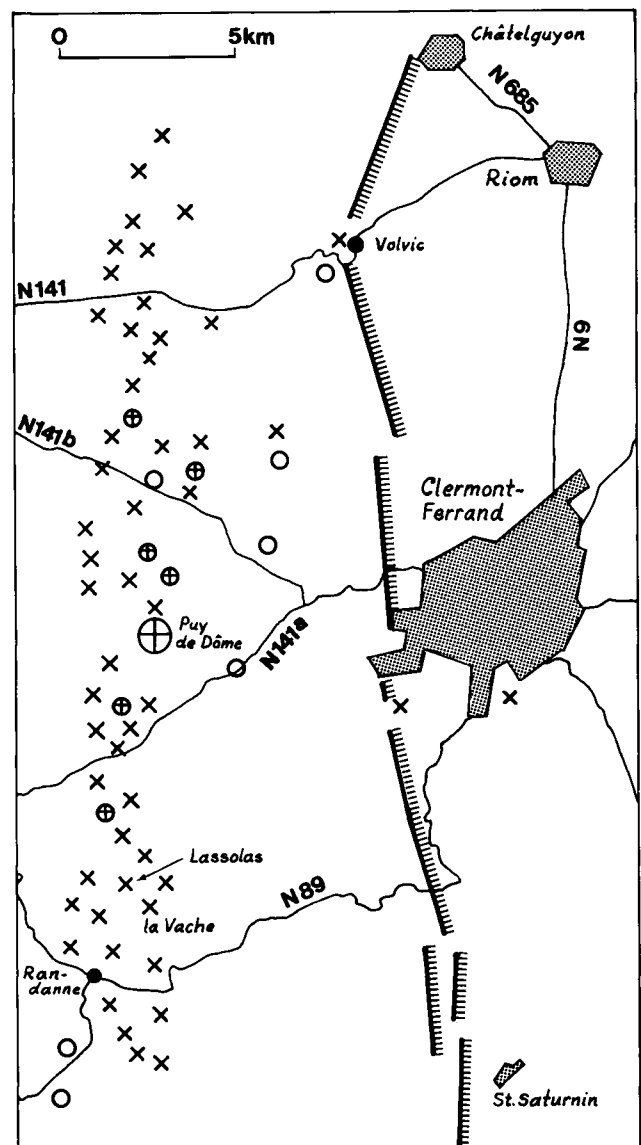 0 5km
Châtelguyon
N685
Riom
Volvic
N141
N9
N141b
Clermont-
Ferrand
Puy
de Dôme
N141a
Lassolas
la Vache
N89
Ran-
danne
St. Saturnin